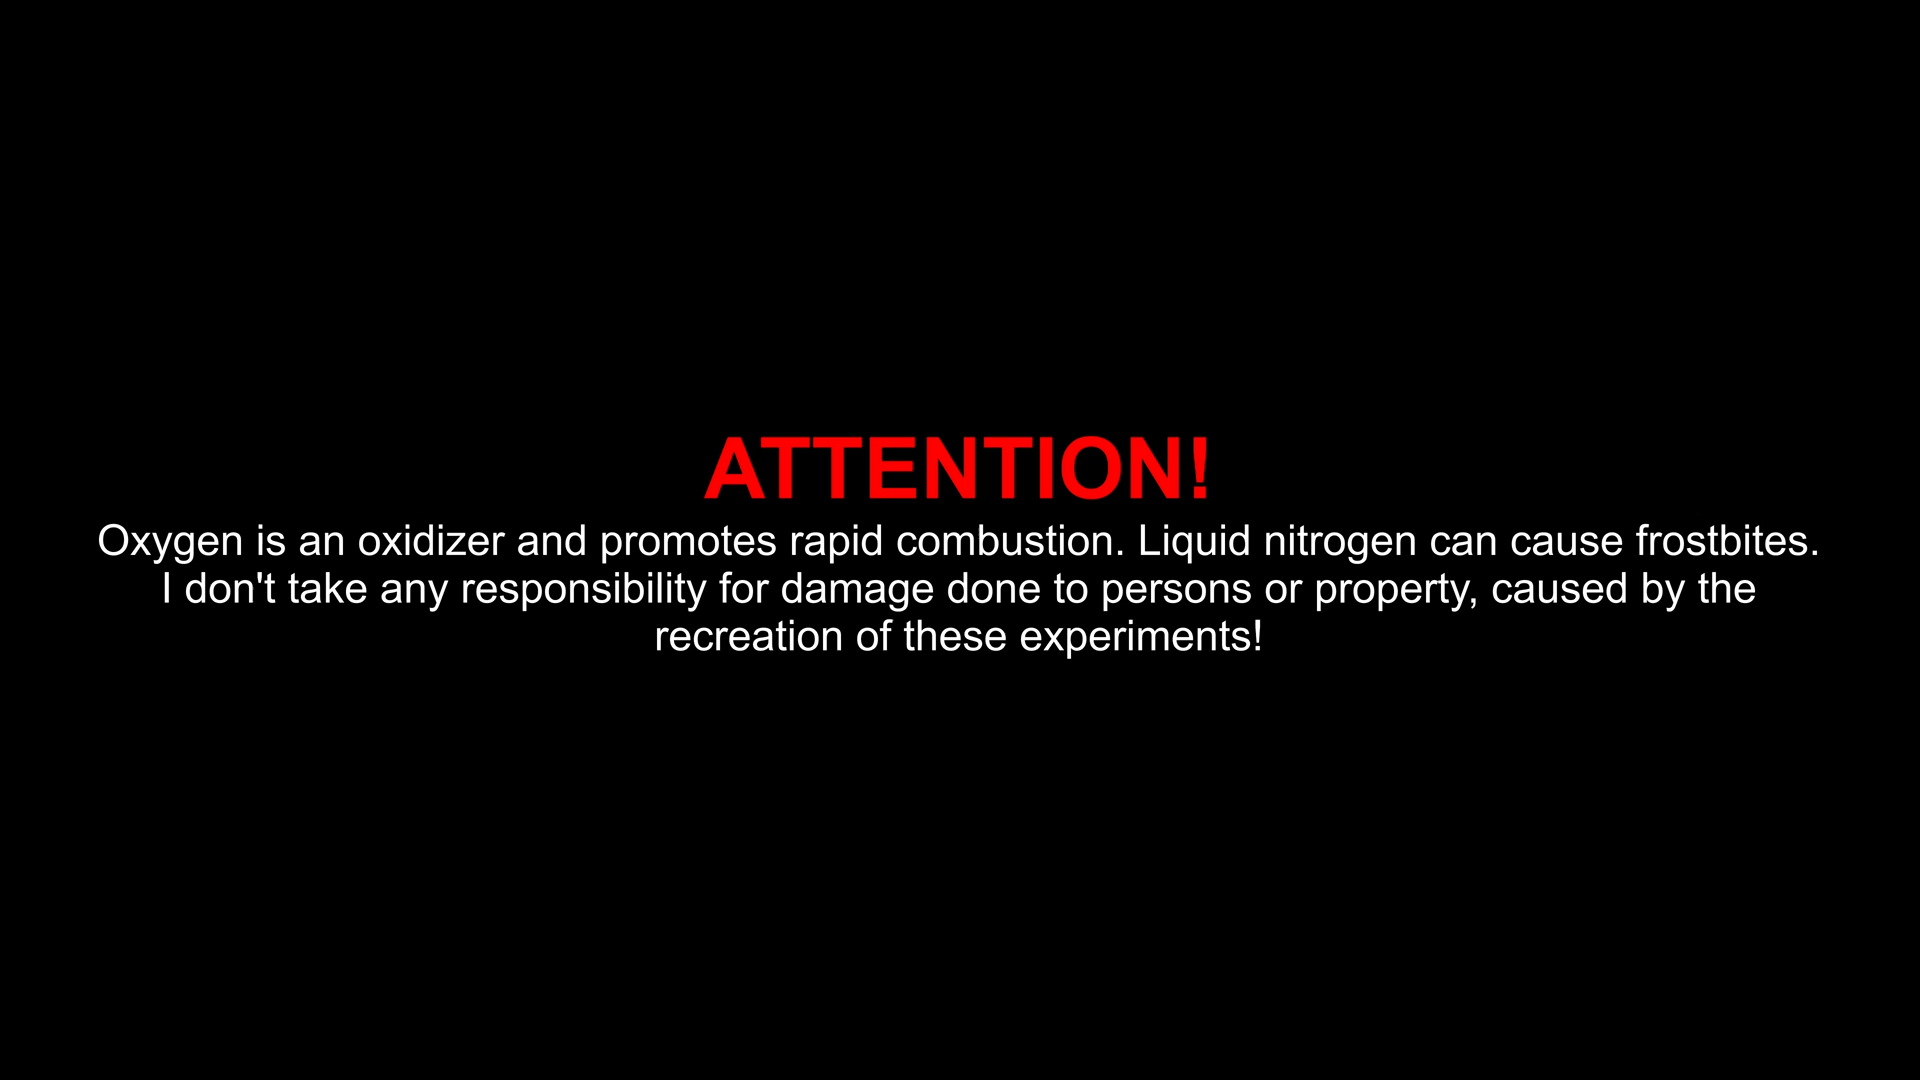 ATTENTION!
Oxygen is an oxidizer and promotes rapid combustion. Liquid nitrogen can cause frostbites.
I don't take any responsibility for damage done to persons or property, caused by the
recreation of these experiments!